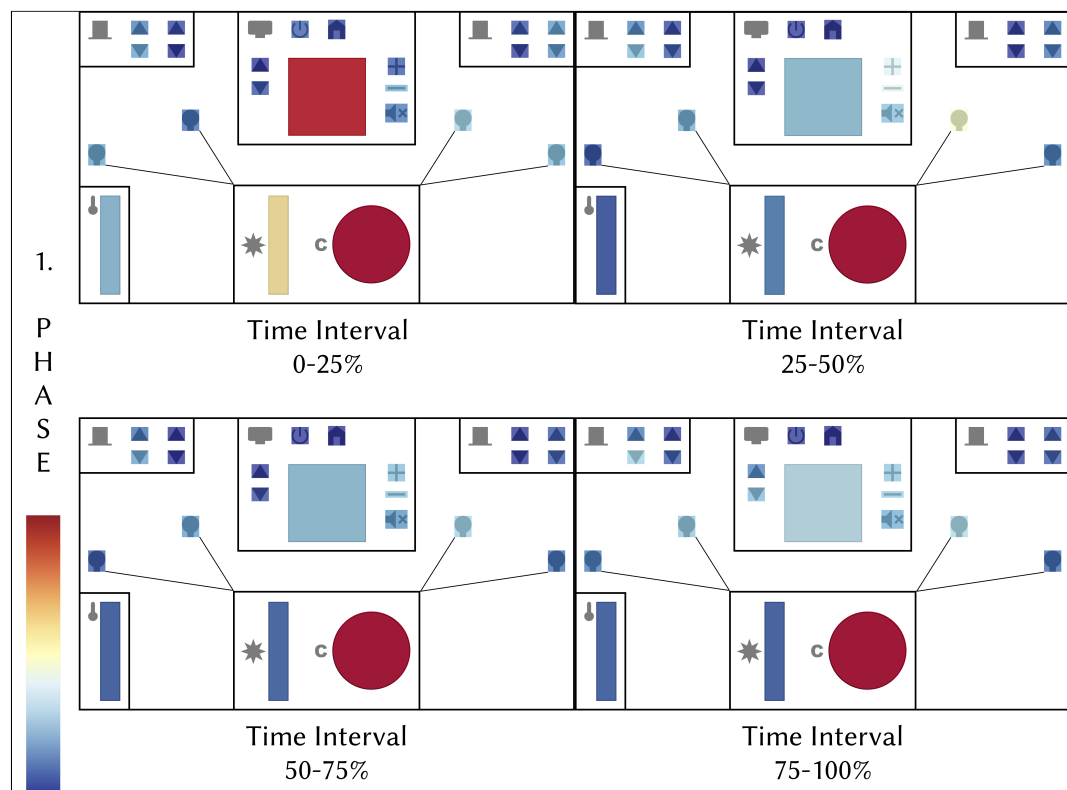 1.
P
H
A
S
E
C
Time Interval
0-25%
C
Time Interval
25-50%
C
Time Interval
50-75%
C
Time Interval
75-100%